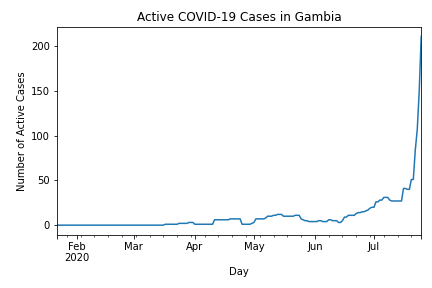 Active COVID-19 Cases in Gambia
Number of Active Cases
200
150
100
50
0
Feb Mar Apr May Jun Jul
2020
Day